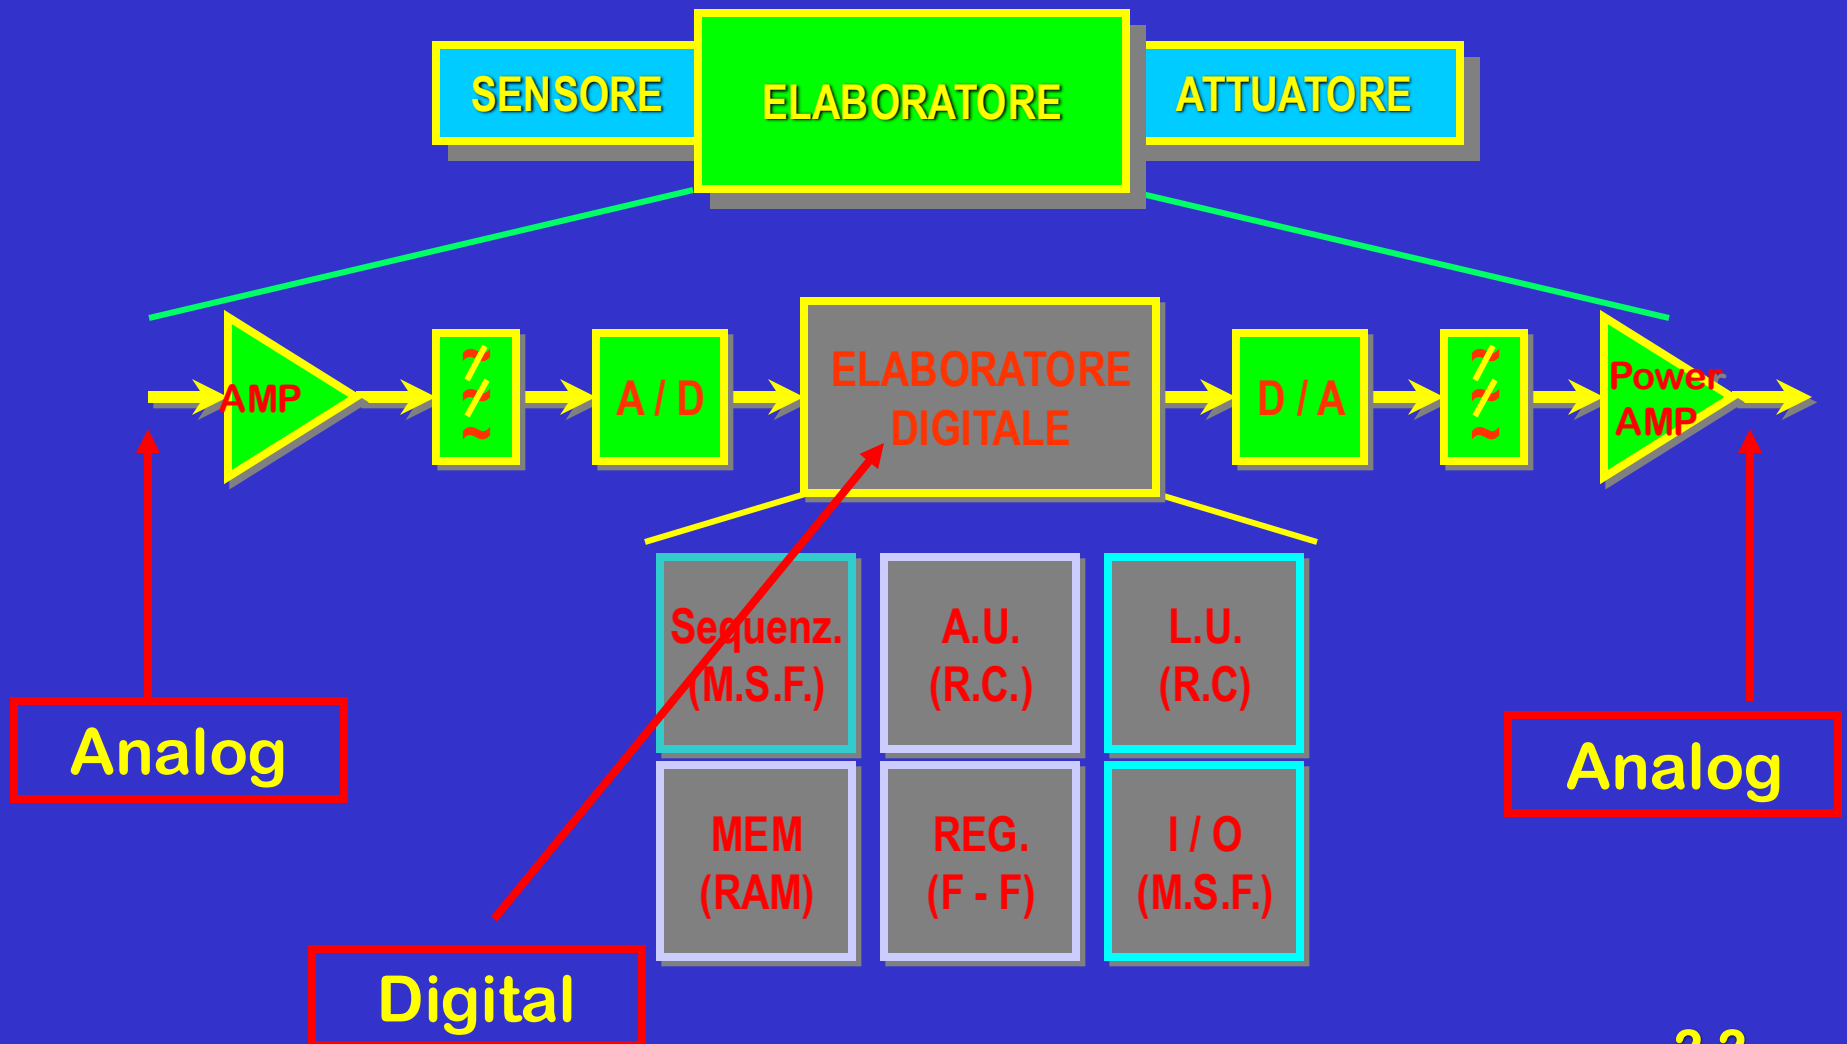 SENSORE
ELABORATORE
ATTUATORE
AMP
A / D
ELABORATORE
DIGITALE
D / A
Power
AMP
Sequenz.
(M.S.F.)
A.U.
(R.C.)
L.U.
(R.C)
Analog
Analog
MEM
(RAM)
REG.
(F - F)
I / O
(M.S.F.)
Digital